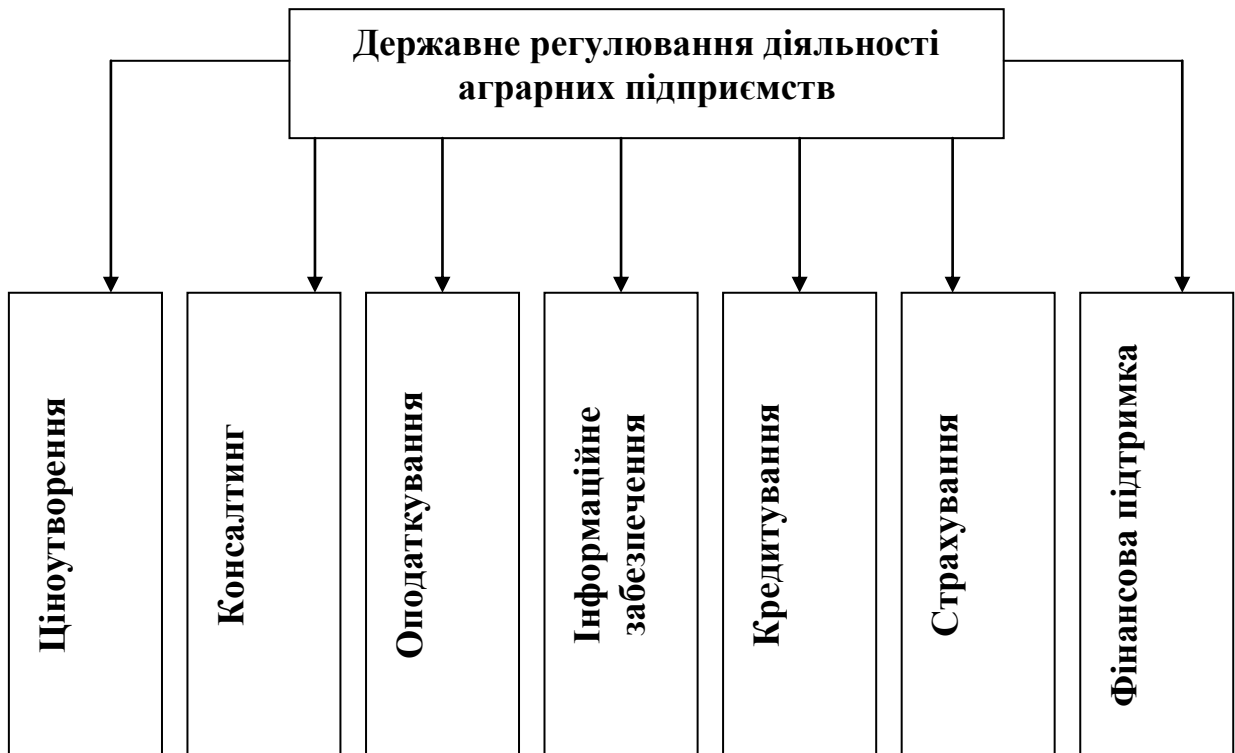 Державне регулювання діяльності
аграрних підприємств
Ціноутворення
Консалтинг
Оподаткування
Інформаційне
забезпечення
Кредитування
Страхування
Фінансова підтримка